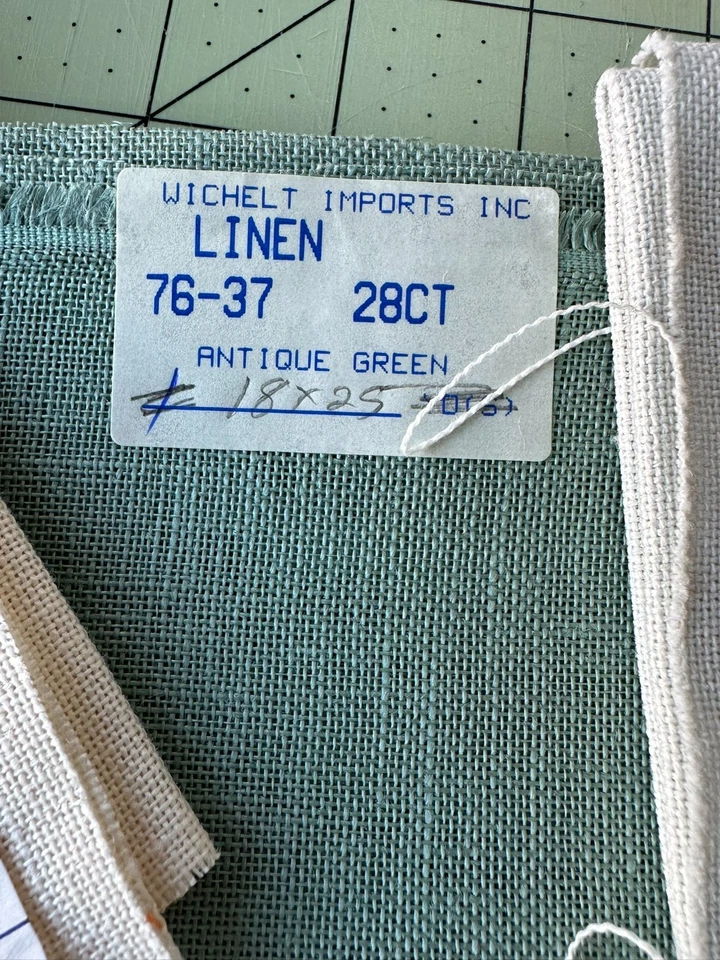 WICHELT IMPORTS INC
LINEN
76-37 28CT
ANTIQUE GREEN
18x25